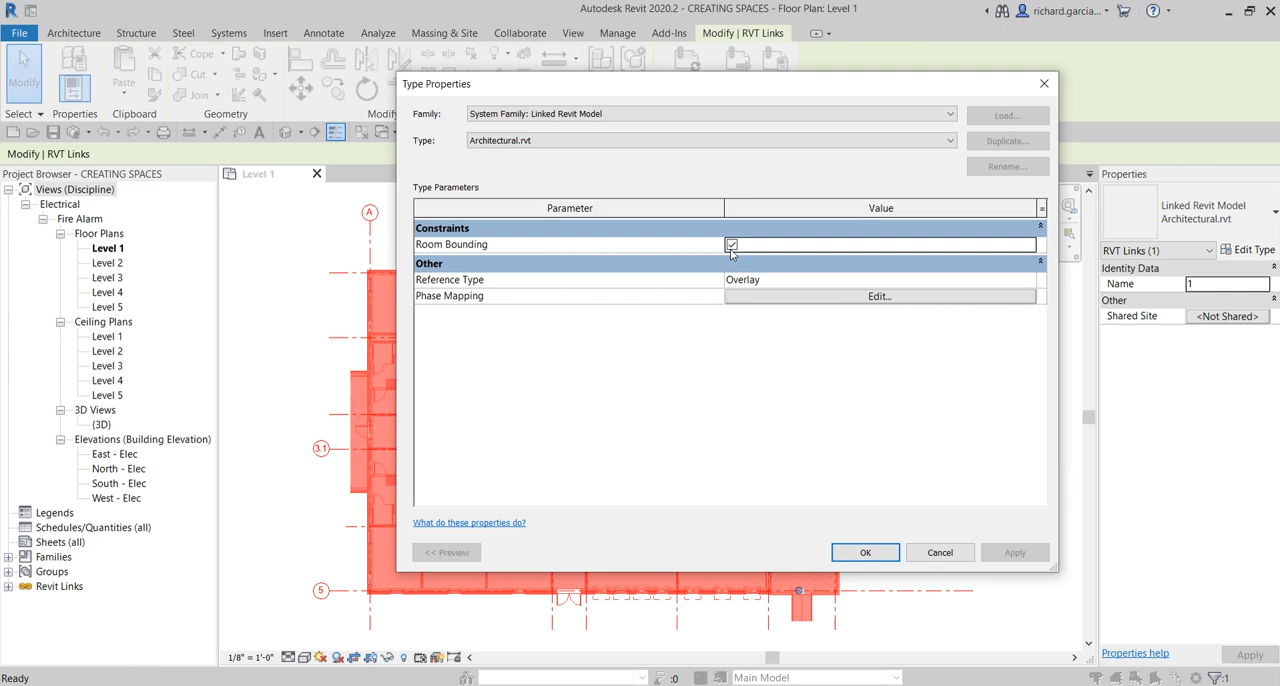 Autodesk Revit 2020.2 - CREATING SPACES - Floor Plan: Level 1
richard.garcia...
File Architecture Structure Steel Systems Insert Annotate Analyze Massing & Site Collaborate View Manage Add-Ins Modify | RVT Links
Modify
Paste
Cope
Cut
Join
Select Properties Clipboard Geometry Modify
Modify | RVT Links
Project Browser - CREATING SPACES
Views (Discipline)
Electrical
Fire Alarm
Floor Plans
Level 1
Level 2
Level 3
Level 4
Level 5
Ceiling Plans
Level 1
Level 2
Level 3
Level 4
Level 5
3D Views
{3D}
Elevations (Building Elevation)
East - Elec
North - Elec
South - Elec
West - Elec
Legends
Schedules/Quantities (all)
Sheets (all)
Families
Groups
Revit Links
Level 1
A
3.1
5
Type Properties
Family: System Family: Linked Revit Model Load...
Type: Architectural.rvt Duplicate...
Rename...
Type Parameters
Parameter Value =
Constraints
Room Bounding
Other
Reference Type Overlay
Phase Mapping Edit...
What do these properties do?
<< Preview OK Cancel Apply
Properties
Linked Revit Model
Architectural.rvt
RVT Links (1) Edit Type
Identity Data
Name 1
Other
Shared Site <Not Shared>
Properties help Apply
1/8" = 1'-0"
Ready :0 Main Model :1